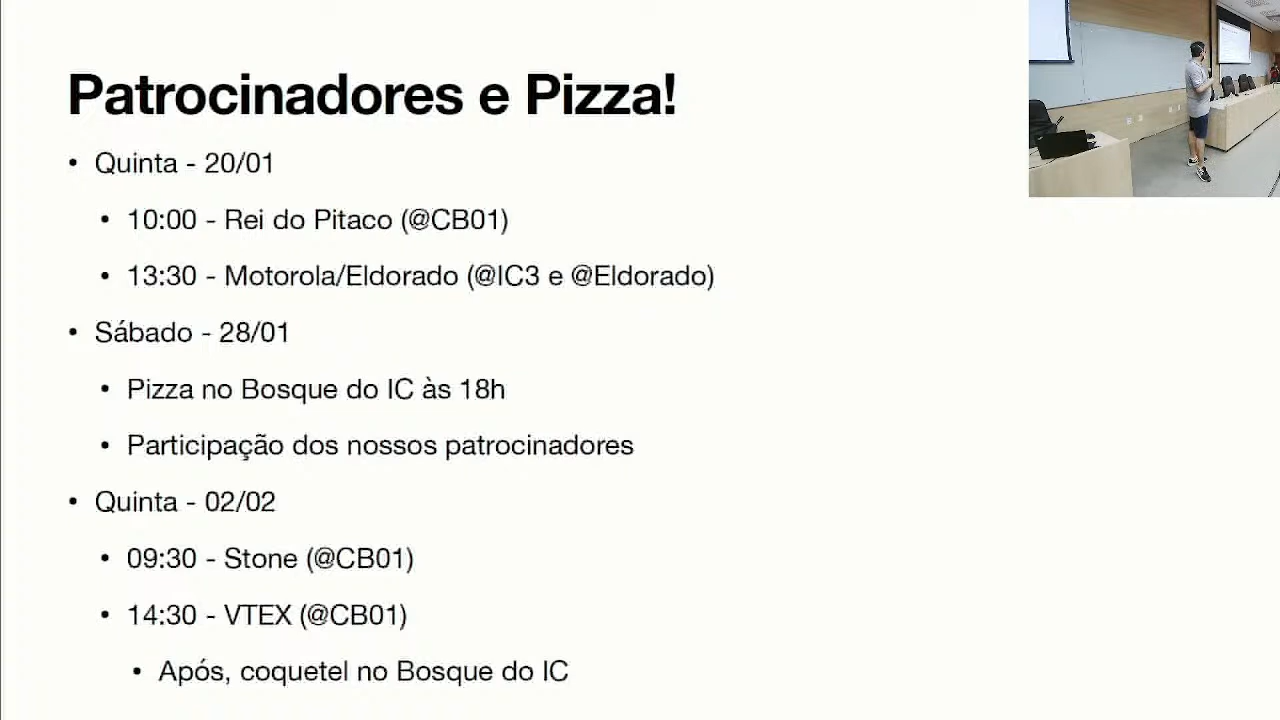 Patrocinadores e Pizza!
• Quinta - 20/01
• 10:00 - Rei do Pitaco (@CB01)
• 13:30 - Motorola/Eldorado (@IC3 e @Eldorado)
• Sábado - 28/01
• Pizza no Bosque do IC às 18h
• Participação dos nossos patrocinadores
• Quinta - 02/02
• 09:30 - Stone (@CB01)
• 14:30 - VTEX (@CB01)
• Após, coquetel no Bosque do IC